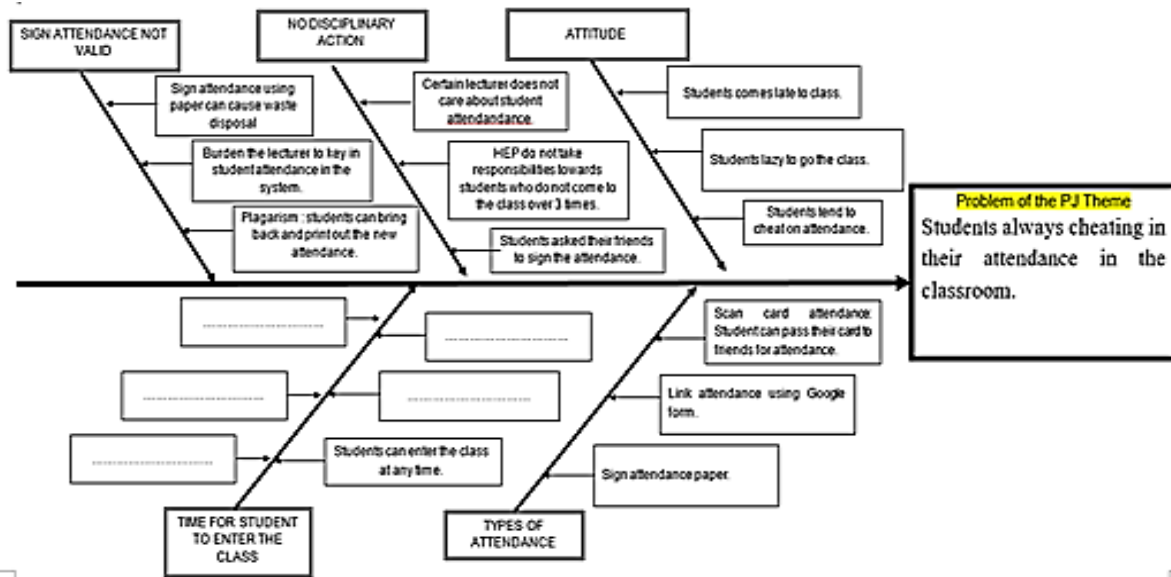 SIGN ATTENDANCE NOT
VALID
NO DISCIPLINARY
ACTION
ATTITUDE
Sign attendance using
paper can cause waste
disposal
Burden the lecturer to key in
student attendance in the
system.
Plagarism : students can bring
back and print out the new
attendance.
Certain lecturer does not
care about student
attendandance.
HEP do not take
responsibilities towards
students who do not come to
the class over 3 times.
Students asked their friends
to sign the attendance.
Students comes late to class.
Students lazy to go the class.
Students tend to
cheat on attendance.
Problem of the PJ Theme
Students always cheating in
their attendance in the
classroom.
.................................
.................................
.................................
.................................
.................................
Students can enter the class
at any time.
TIME FOR STUDENT
TO ENTER THE
CLASS
Scan card attendance:
Student can pass their card to
friends for attendance.
Link attendance using Google
form.
Sign attendance paper.
TYPES OF
ATTENDANCE